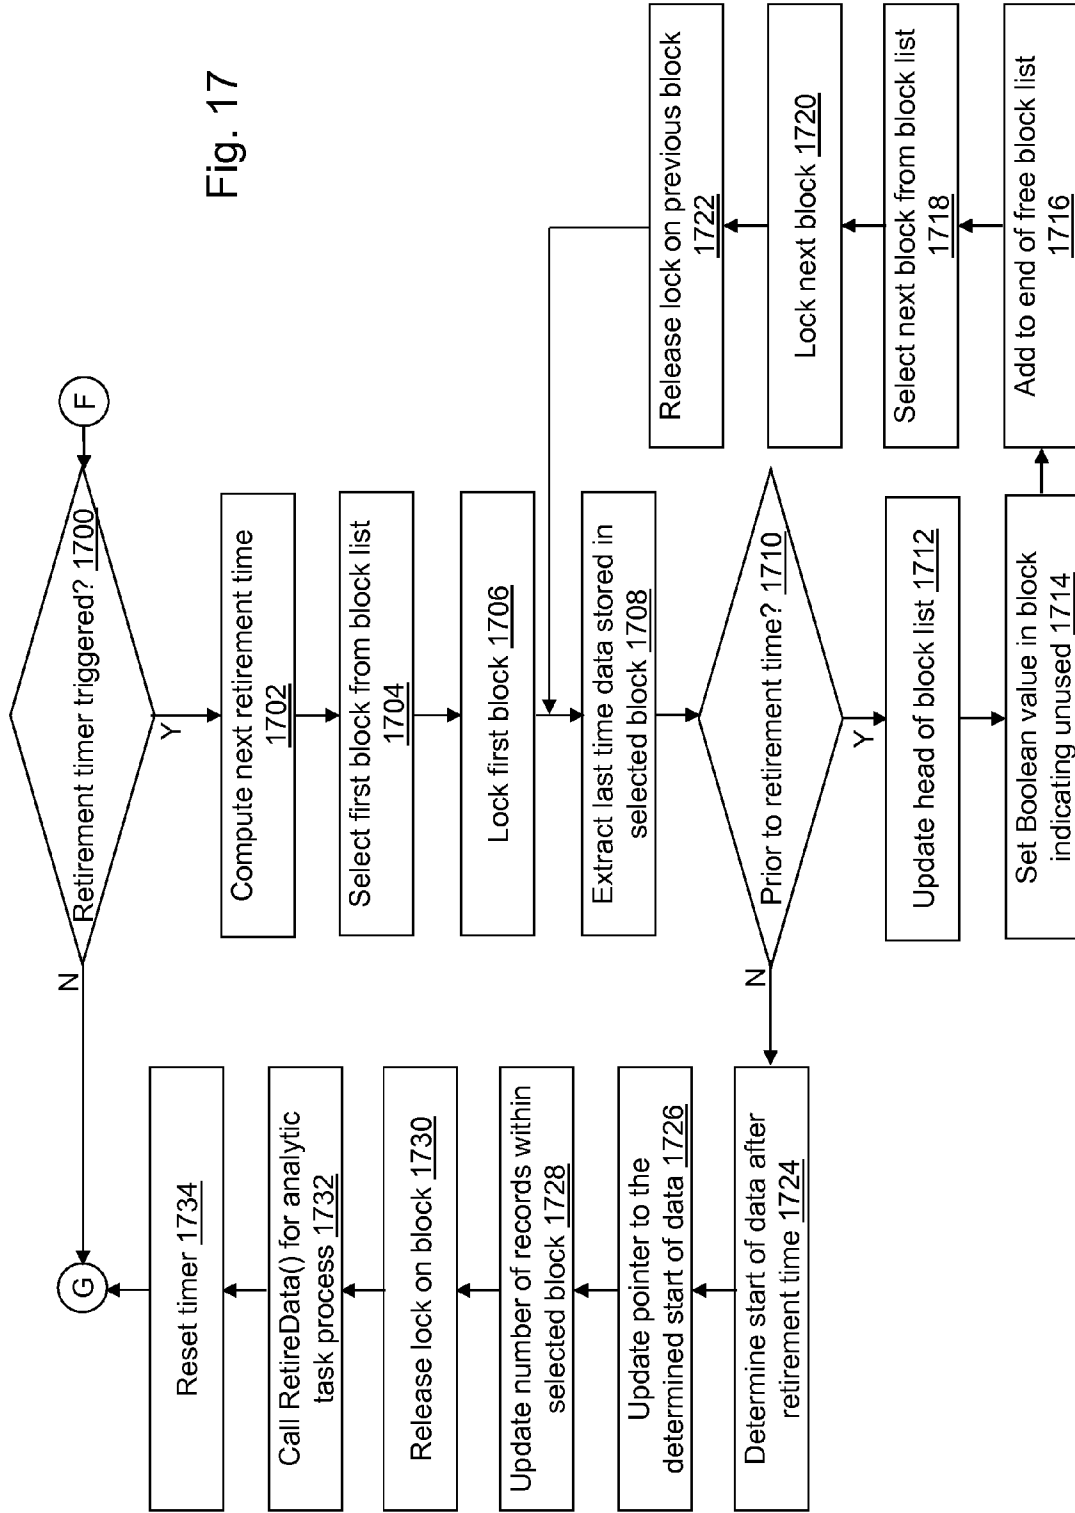 Fig. 17
F
Retirement timer triggered? 1700
N
Y
Compute next retirement time
1702
Select first block from block list
1704
Lock first block 1706
Extract last time data stored in
selected block 1708
Prior to retirement time? 1710
N
Y
Update head of block list 1712
Set Boolean value in block
indicating unused 1714
Add to end of free block list
1716
Select next block from block list
1718
Lock next block 1720
Release lock on previous block
1722
Determine start of data after
retirement time 1724
Update pointer to the
determined start of data 1726
Update number of records within
selected block 1728
Release lock on block 1730
Call RetireData() for analytic
task process 1732
Reset timer 1734
G